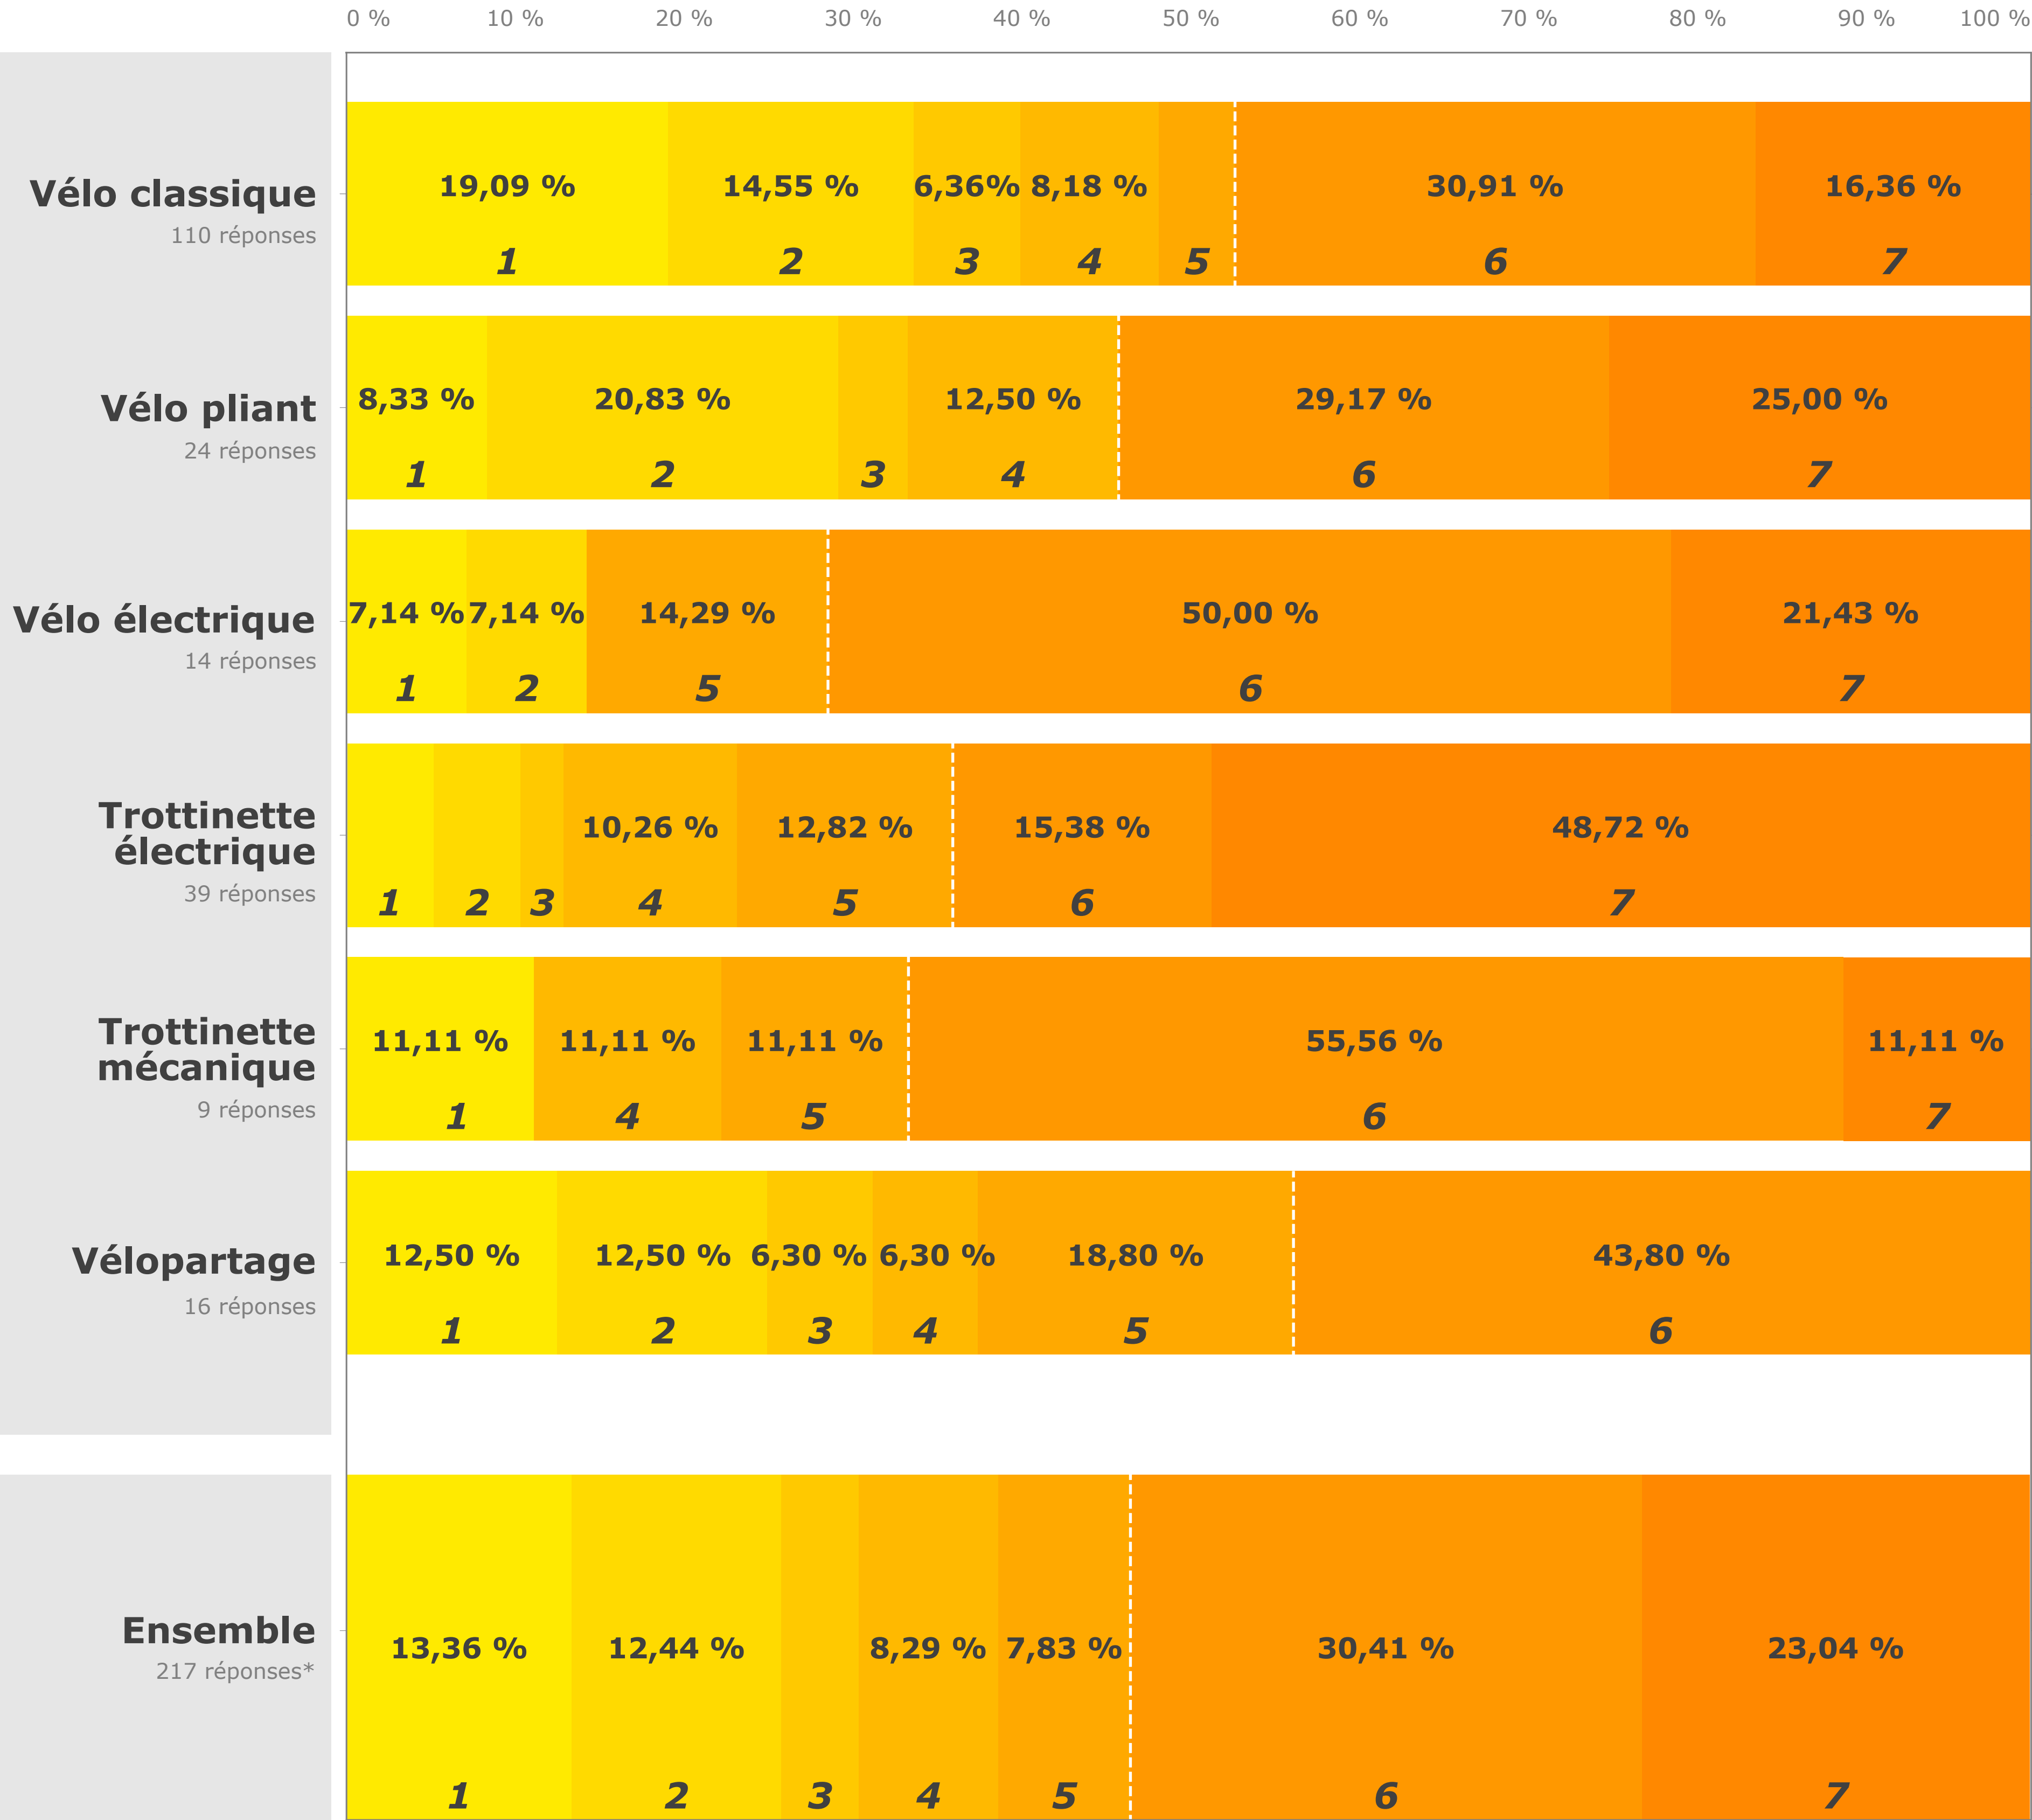 0 % 10 % 20 % 30 % 40 % 50 % 60 % 70 % 80 % 90 % 100 %
Vélo classique
110 réponses
19,09 % 14,55 % 6,36% 8,18 % 30,91 % 16,36 %
1 2 3 4 5 6 7
Vélo pliant
24 réponses
8,33 % 20,83 % 12,50 % 29,17 % 25,00 %
1 2 3 4 6 7
Vélo électrique
14 réponses
7,14 % 7,14 % 14,29 % 50,00 % 21,43 %
1 2 5 6 7
Trottinette
électrique
39 réponses
10,26 % 12,82 % 15,38 % 48,72 %
1 2 3 4 5 6 7
Trottinette
mécanique
9 réponses
11,11 % 11,11 % 11,11 % 55,56 % 11,11 %
1 4 5 6 7
Vélopartage
16 réponses
12,50 % 12,50 % 6,30 % 6,30 % 18,80 % 43,80 %
1 2 3 4 5 6
Ensemble
217 réponses*
13,36 % 12,44 % 8,29 % 7,83 % 30,41 % 23,04 %
1 2 3 4 5 6 7